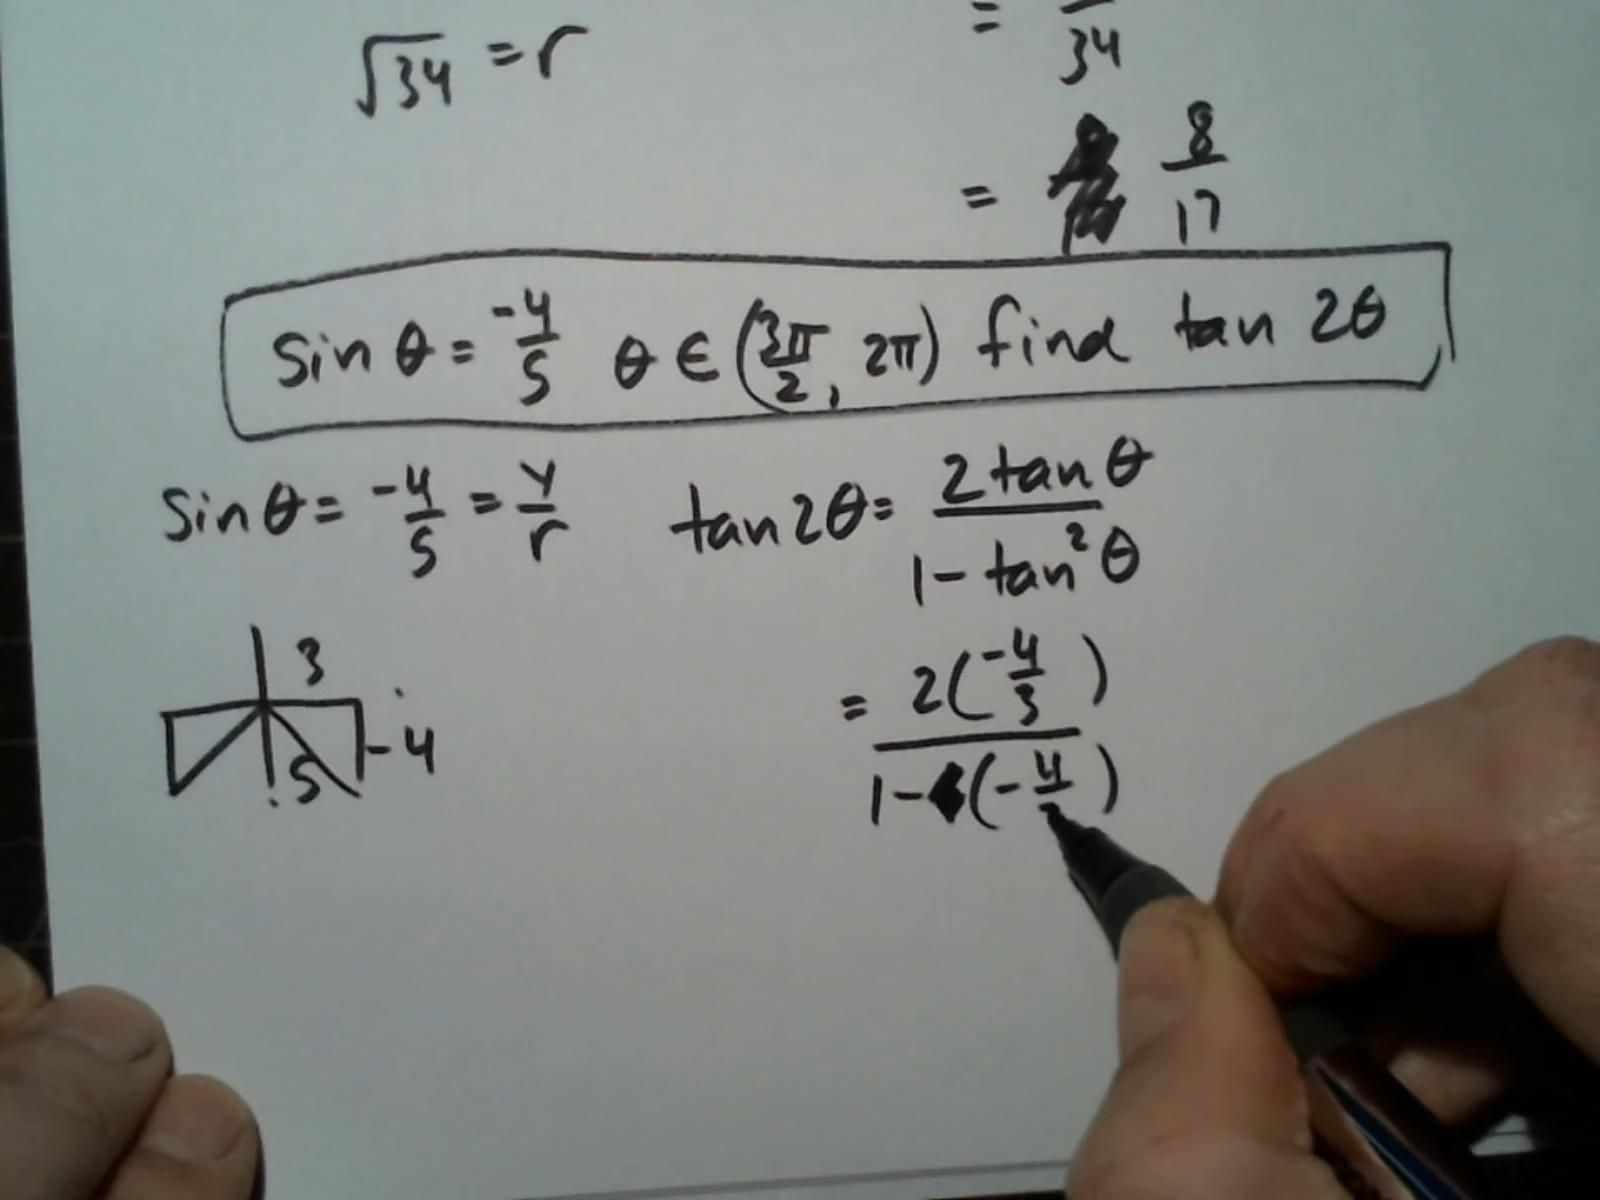 √34 = r
= /34
= 8/17
Sin θ = -4/5 θ ∈ (3π/2, 2π) find tan 2θ
Sin θ = -4/5 = y/r
tan 2θ = 2 tan θ / 1 - tan² θ
3
-4
5
= 2(-4/3) / 1 - (-4/ )